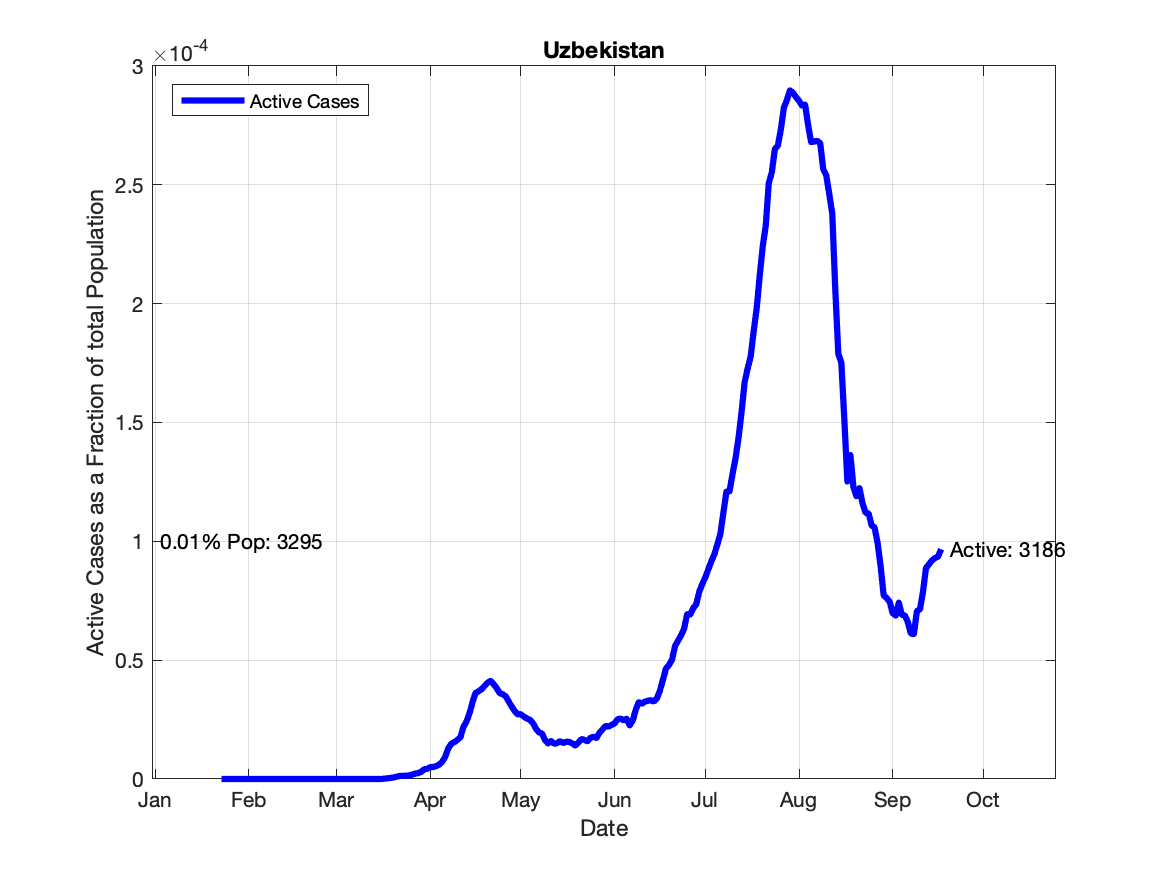 Uzbekistan
×10⁻⁴
3
2.5
2
1.5
1
0.5
0
Active Cases as a Fraction of total Population
Active Cases
0.01% Pop: 3295
Active: 3186
Jan Feb Mar Apr May Jun Jul Aug Sep Oct
Date